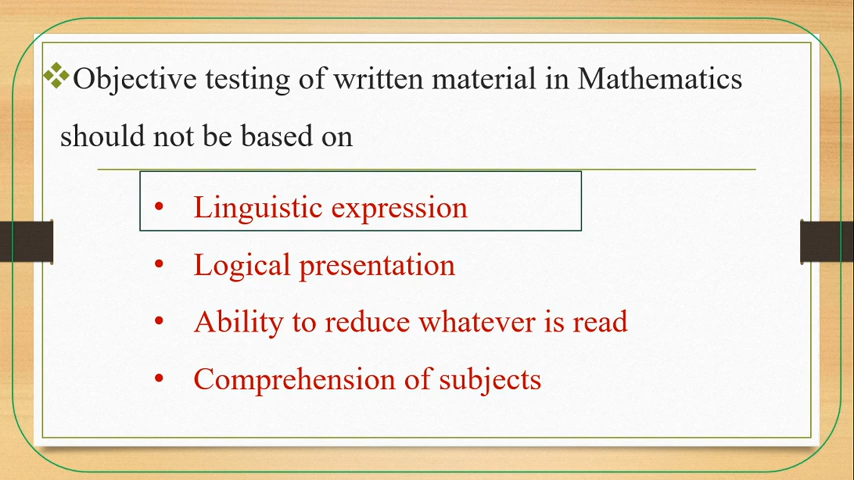 ❖Objective testing of written material in Mathematics
should not be based on
• Linguistic expression
• Logical presentation
• Ability to reduce whatever is read
• Comprehension of subjects